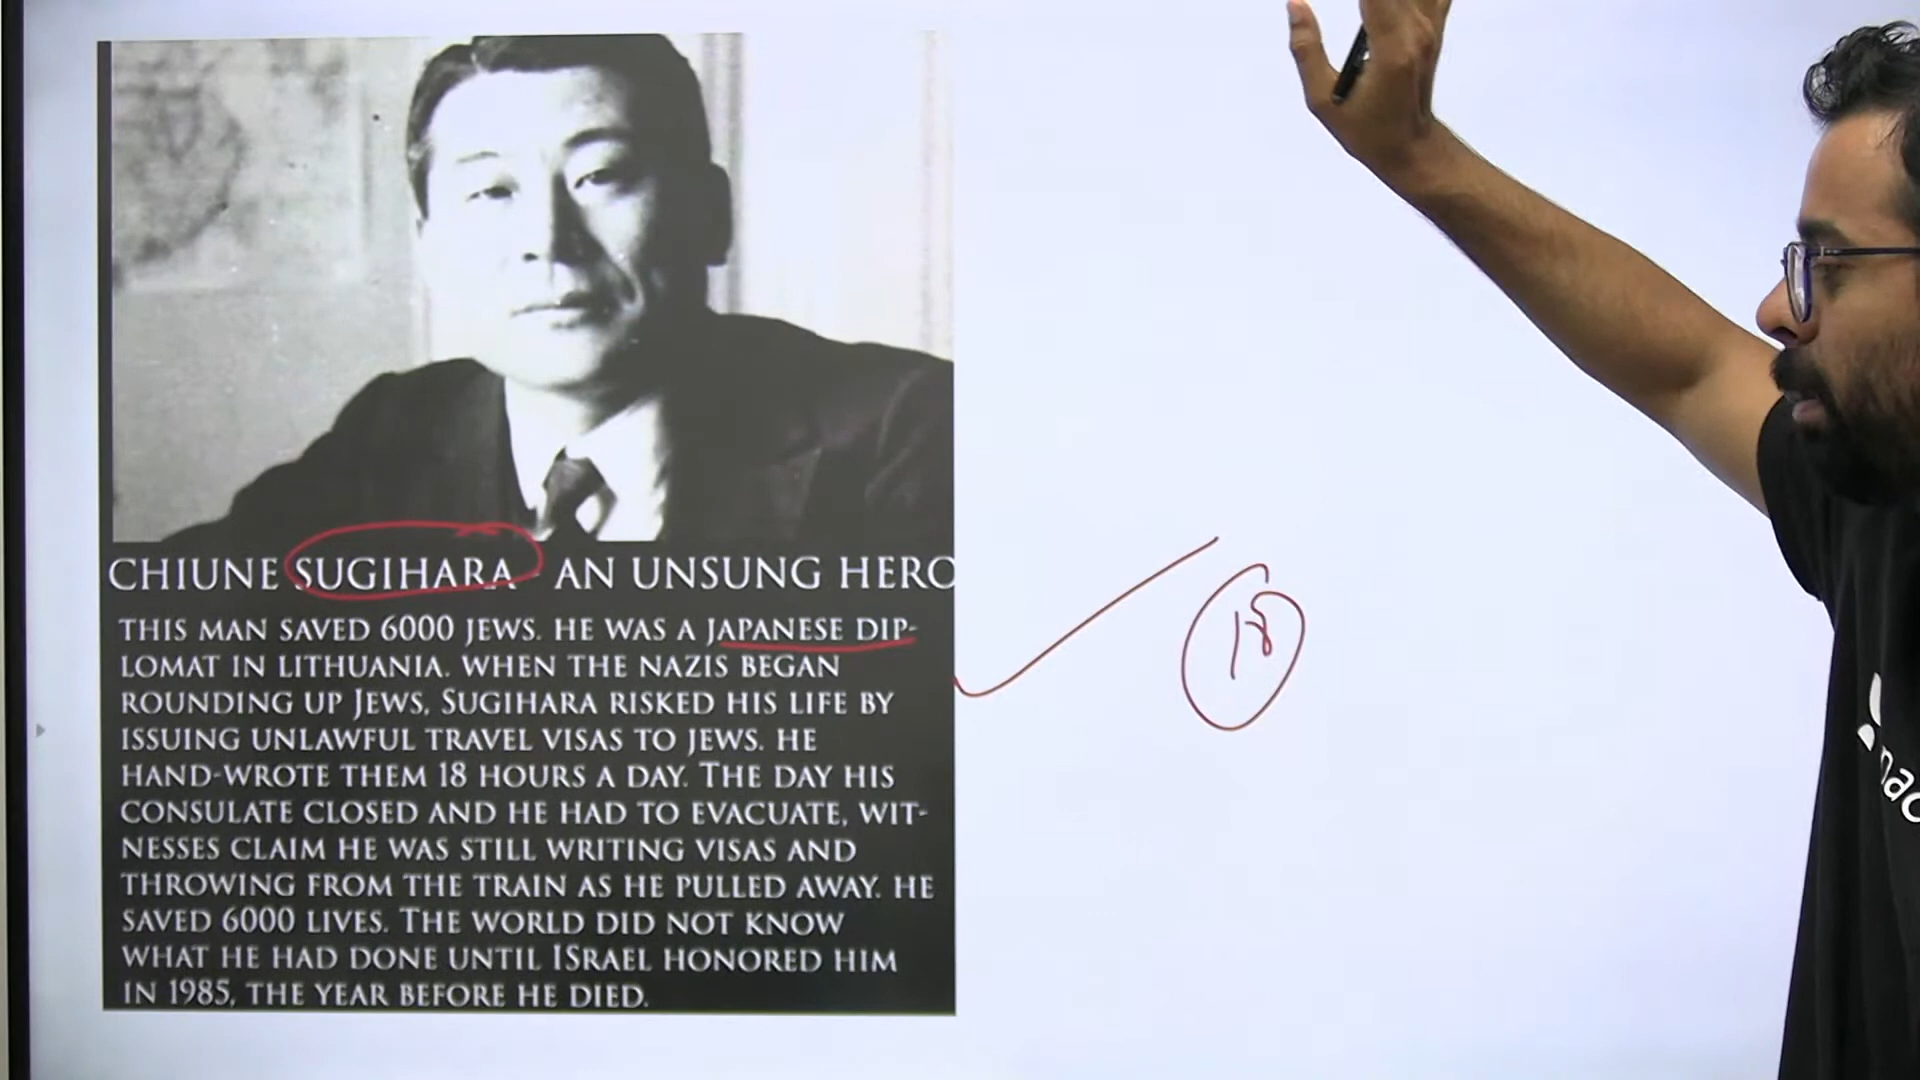 CHIUNE SUGIHARA - AN UNSUNG HERO
THIS MAN SAVED 6000 JEWS. HE WAS A JAPANESE DIP-
LOMAT IN LITHUANIA. WHEN THE NAZIS BEGAN
ROUNDING UP JEWS, SUGIHARA RISKED HIS LIFE BY
ISSUING UNLAWFUL TRAVEL VISAS TO JEWS. HE
HAND-WROTE THEM 18 HOURS A DAY. THE DAY HIS
CONSULATE CLOSED AND HE HAD TO EVACUATE, WIT-
NESSES CLAIM HE WAS STILL WRITING VISAS AND
THROWING FROM THE TRAIN AS HE PULLED AWAY. HE
SAVED 6000 LIVES. THE WORLD DID NOT KNOW
WHAT HE HAD DONE UNTIL ISRAEL HONORED HIM
IN 1985, THE YEAR BEFORE HE DIED.
18